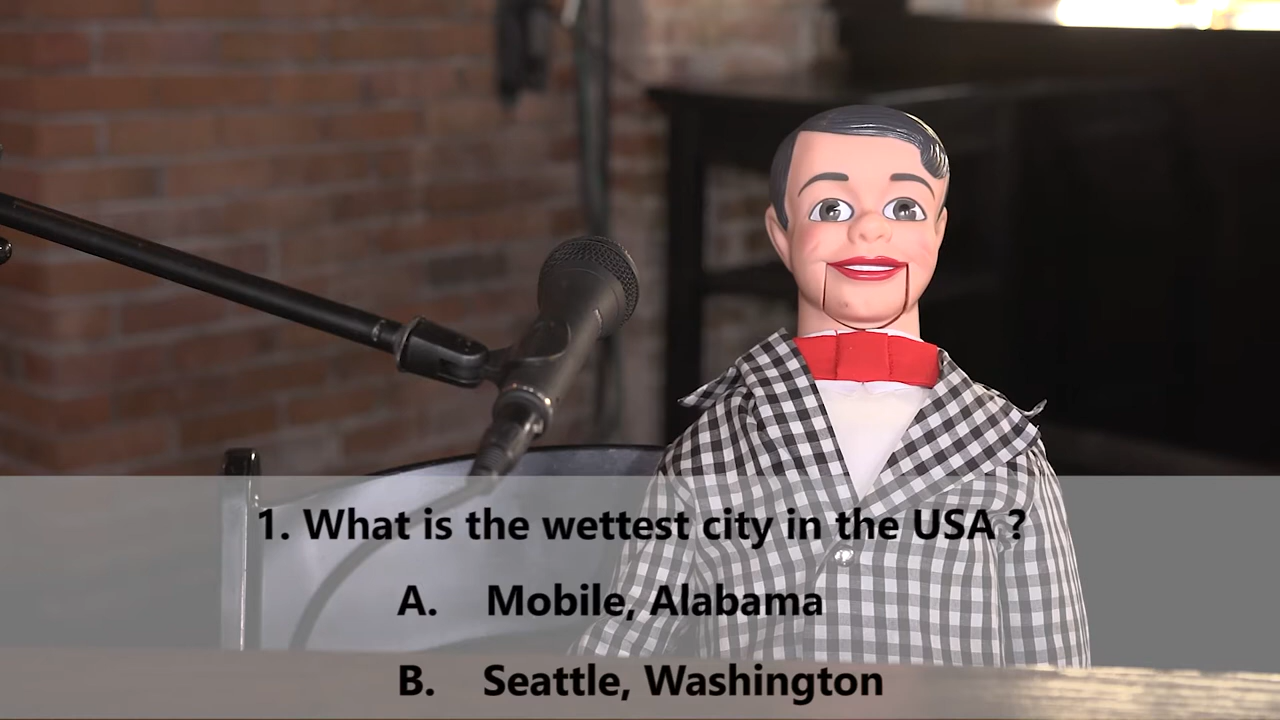 1. What is the wettest city in the USA ?
A. Mobile, Alabama
B. Seattle, Washington